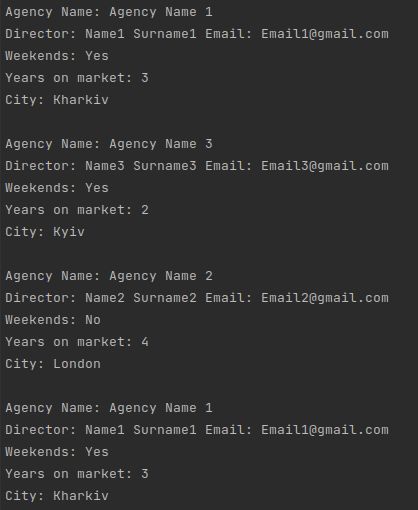 Agency Name: Agency Name 1
Director: Name1 Surname1 Email: Email1@gmail.com
Weekends: Yes
Years on market: 3
City: Kharkiv
Agency Name: Agency Name 3
Director: Name3 Surname3 Email: Email3@gmail.com
Weekends: Yes
Years on market: 2
City: Kyiv
Agency Name: Agency Name 2
Director: Name2 Surname2 Email: Email2@gmail.com
Weekends: No
Years on market: 4
City: London
Agency Name: Agency Name 1
Director: Name1 Surname1 Email: Email1@gmail.com
Weekends: Yes
Years on market: 3
City: Kharkiv